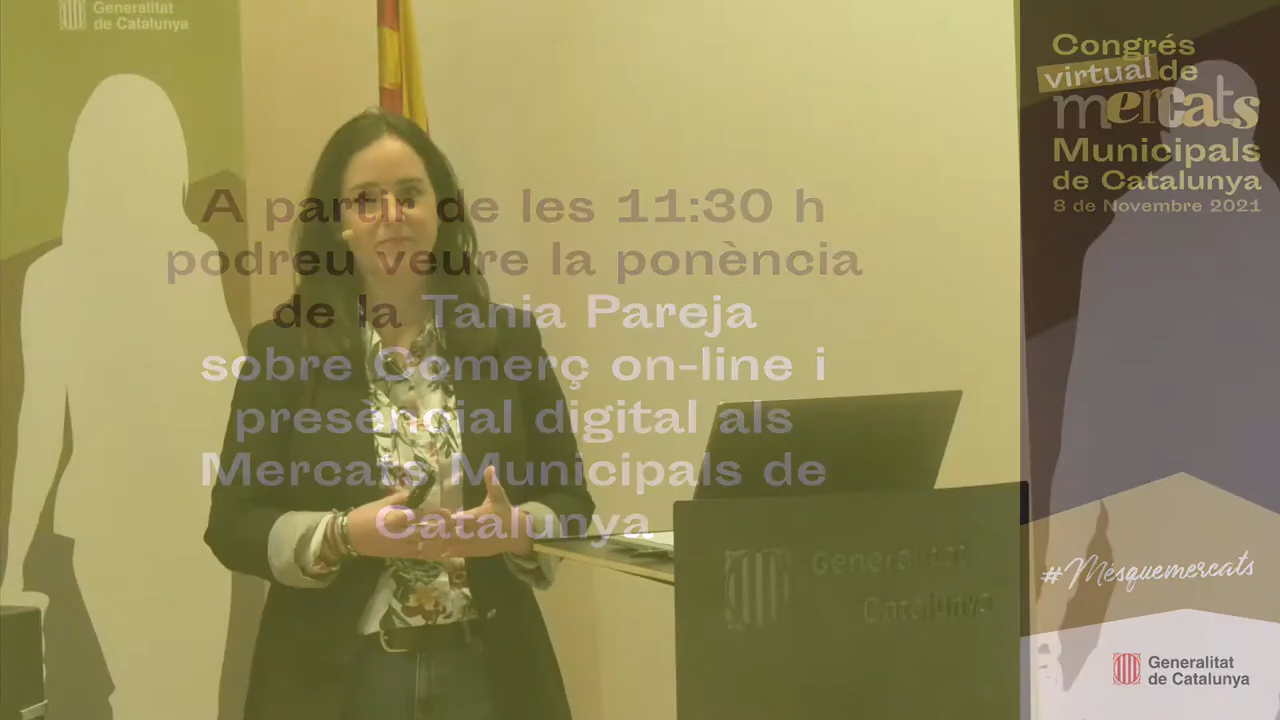 Generalitat
de Catalunya
Congrés
virtual de
mercats
Municipals
de Catalunya
8 de Novembre 2021
A partir de les 11:30 h
podreu veure la ponència
de la Tania Pareja
sobre Comerç on-line i
presèncial digital als
Mercats Municipals de
Catalunya
Generalitat
Catalunya
#Mésquemercats
Generalitat
de Catalunya